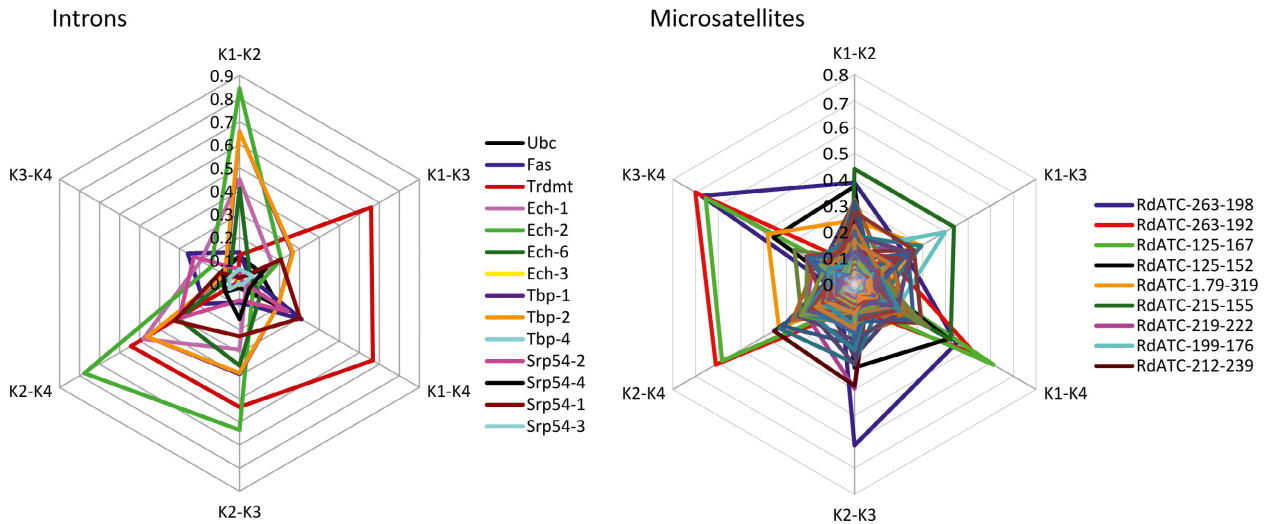 Introns
K1-K2
0.9
0.8
0.7
0.6
0.5
0.4
0.3
0.2
0.1
K3-K4
K1-K3
K2-K4
K1-K4
K2-K3
Ubc
Fas
Trdmt
Ech-1
Ech-2
Ech-6
Ech-3
Tbp-1
Tbp-2
Tbp-4
Srp54-2
Srp54-4
Srp54-1
Srp54-3
Microsatellites
K1-K2
0.8
0.7
0.6
0.5
0.4
0.3
0.2
0.1
0
K3-K4
K1-K3
K2-K4
K1-K4
K2-K3
RdATC-263-198
RdATC-263-192
RdATC-125-167
RdATC-125-152
RdATC-1.79-319
RdATC-215-155
RdATC-219-222
RdATC-199-176
RdATC-212-239